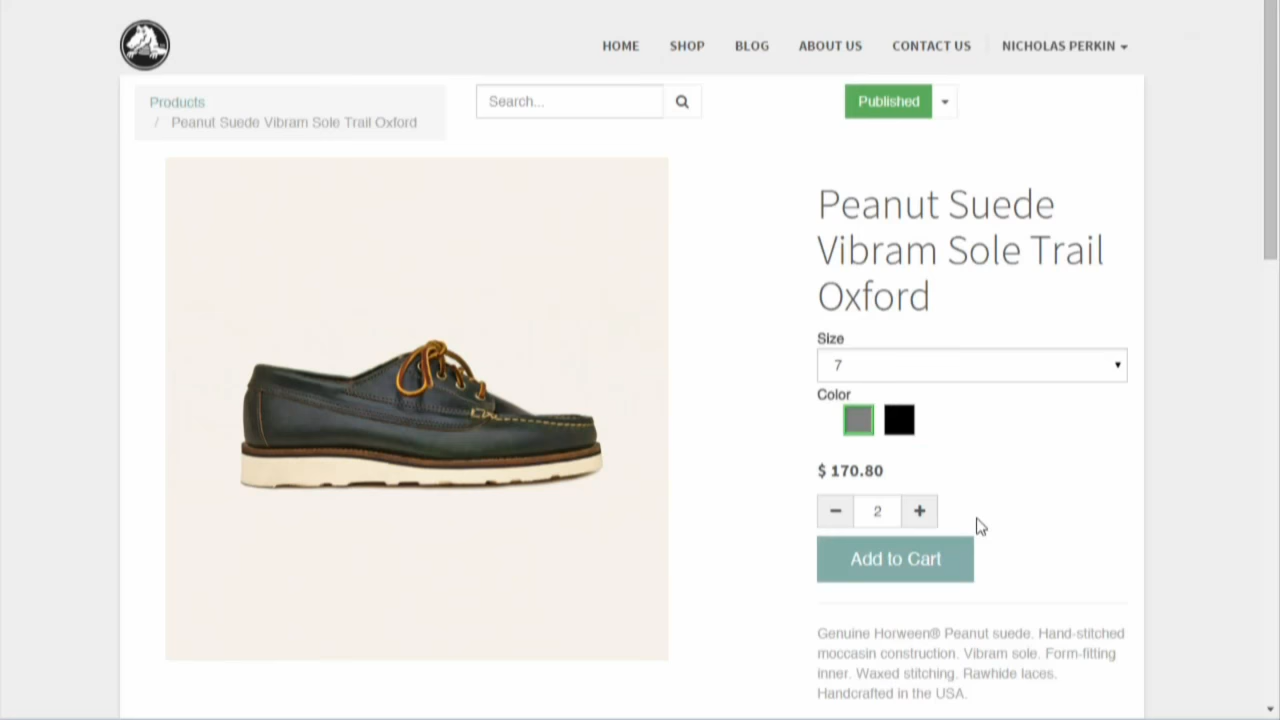 HOME SHOP BLOG ABOUT US CONTACT US NICHOLAS PERKIN
Products
/ Peanut Suede Vibram Sole Trail Oxford
Search...
Published
Peanut Suede
Vibram Sole Trail
Oxford
Size
7
Color
$ 170.80
2
Add to Cart
Genuine Horween® Peanut suede. Hand-stitched
moccasin construction. Vibram sole. Form-fitting
inner. Waxed stitching. Rawhide laces.
Handcrafted in the USA.